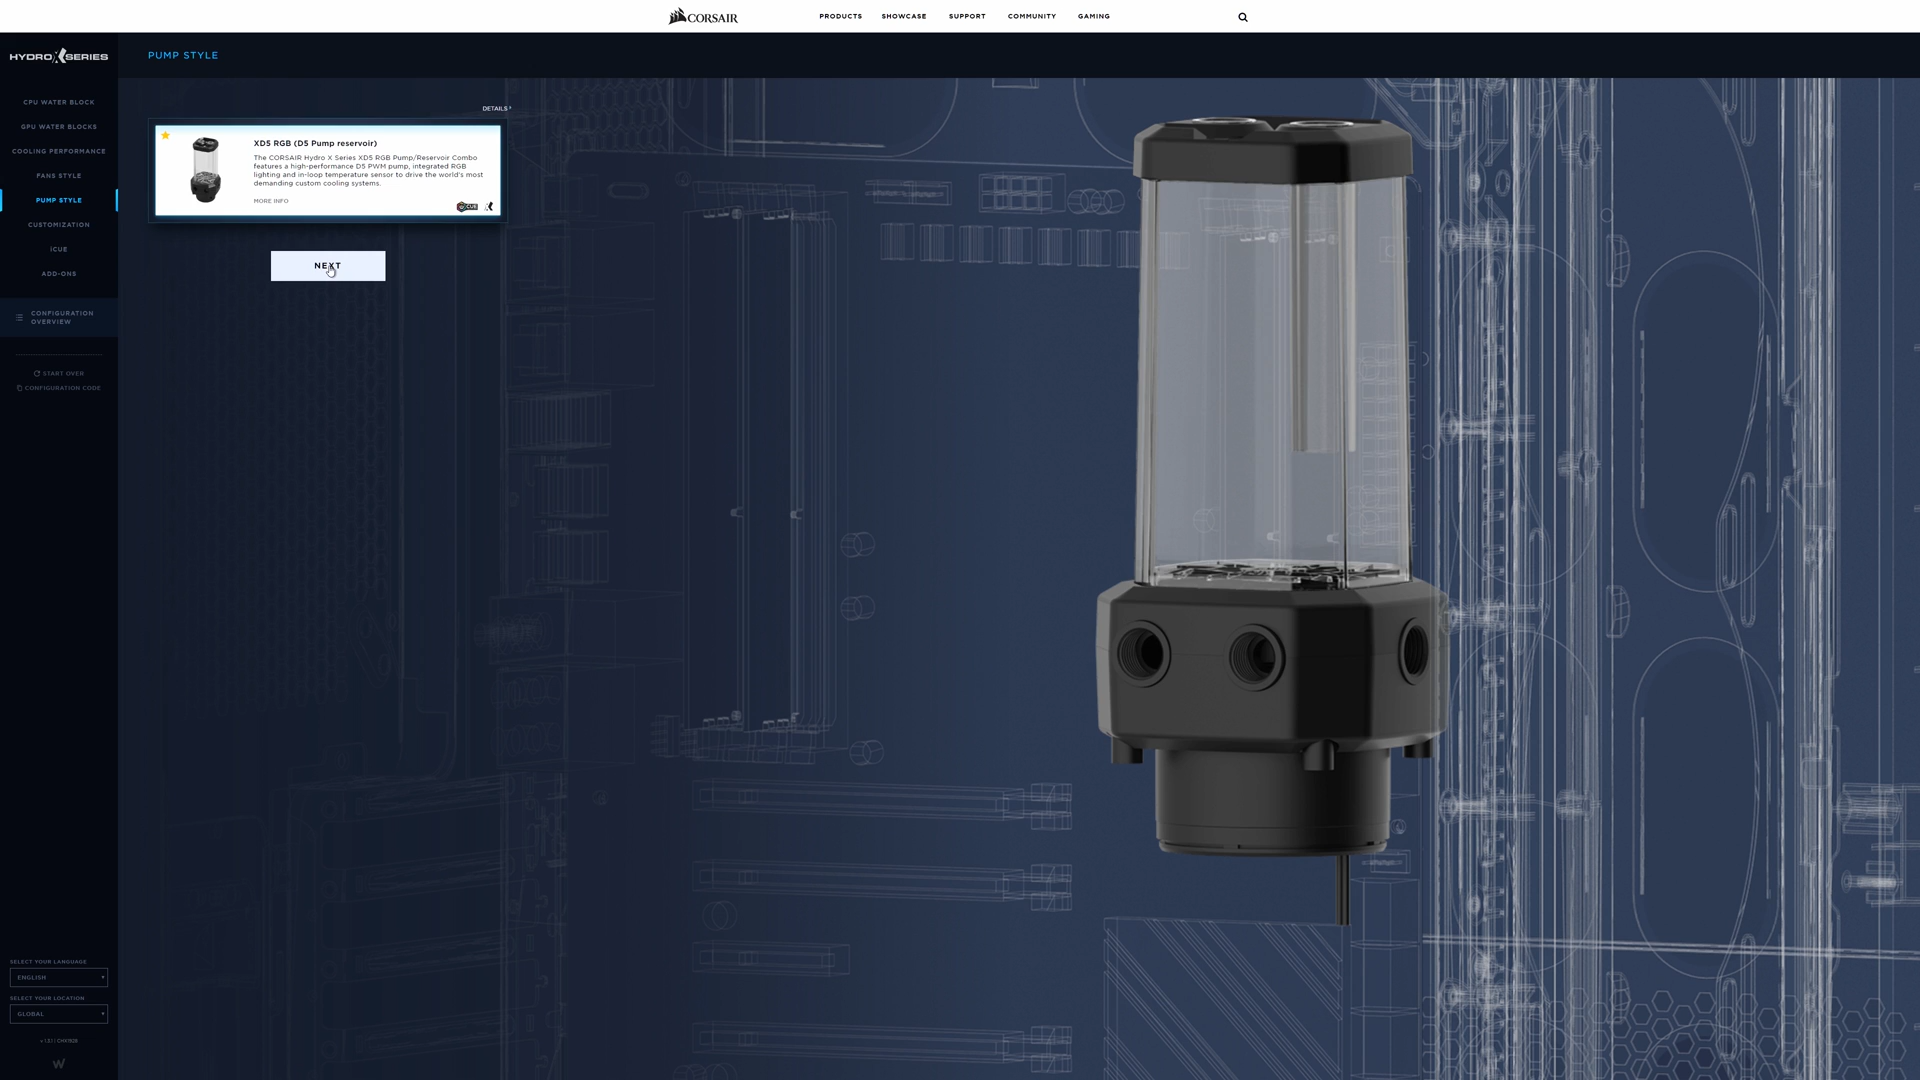 CORSAIR
PRODUCTS
SHOWCASE
SUPPORT
COMMUNITY
GAMING
HYDRO X SERIES
PUMP STYLE
CPU WATER BLOCK
GPU WATER BLOCKS
COOLING PERFORMANCE
FANS STYLE
PUMP STYLE
CUSTOMIZATION
iCUE
ADD-ONS
CONFIGURATION
OVERVIEW
START OVER
CONFIGURATION CODE
DETAILS
XD5 RGB (D5 Pump reservoir)
The CORSAIR Hydro X Series XD5 RGB Pump/Reservoir Combo
features a high-performance D5 PWM pump, integrated RGB
lighting and in-loop temperature sensor to drive the world's most
demanding custom cooling systems.
MORE INFO
NEXT
SELECT YOUR LANGUAGE
ENGLISH
SELECT YOUR LOCATION
GLOBAL